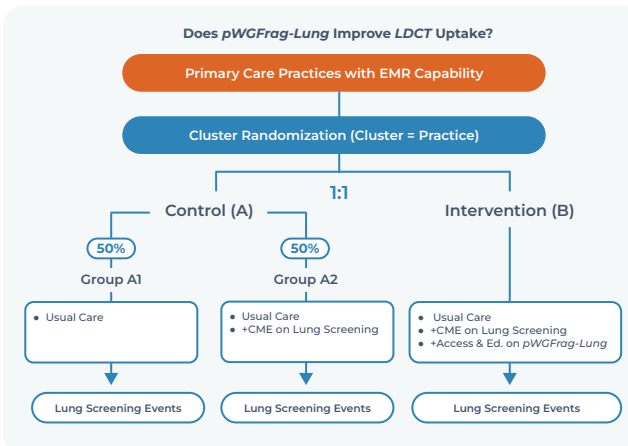 Does pWGFrag-Lung Improve LDCT Uptake?
Primary Care Practices with EMR Capability
Cluster Randomization (Cluster = Practice)
1:1
Control (A)
Intervention (B)
50%
50%
Group A1
Group A2
• Usual Care
• Usual Care
• +CME on Lung Screening
• Usual Care
• +CME on Lung Screening
• +Access & Ed. on pWGFrag-Lung
Lung Screening Events
Lung Screening Events
Lung Screening Events